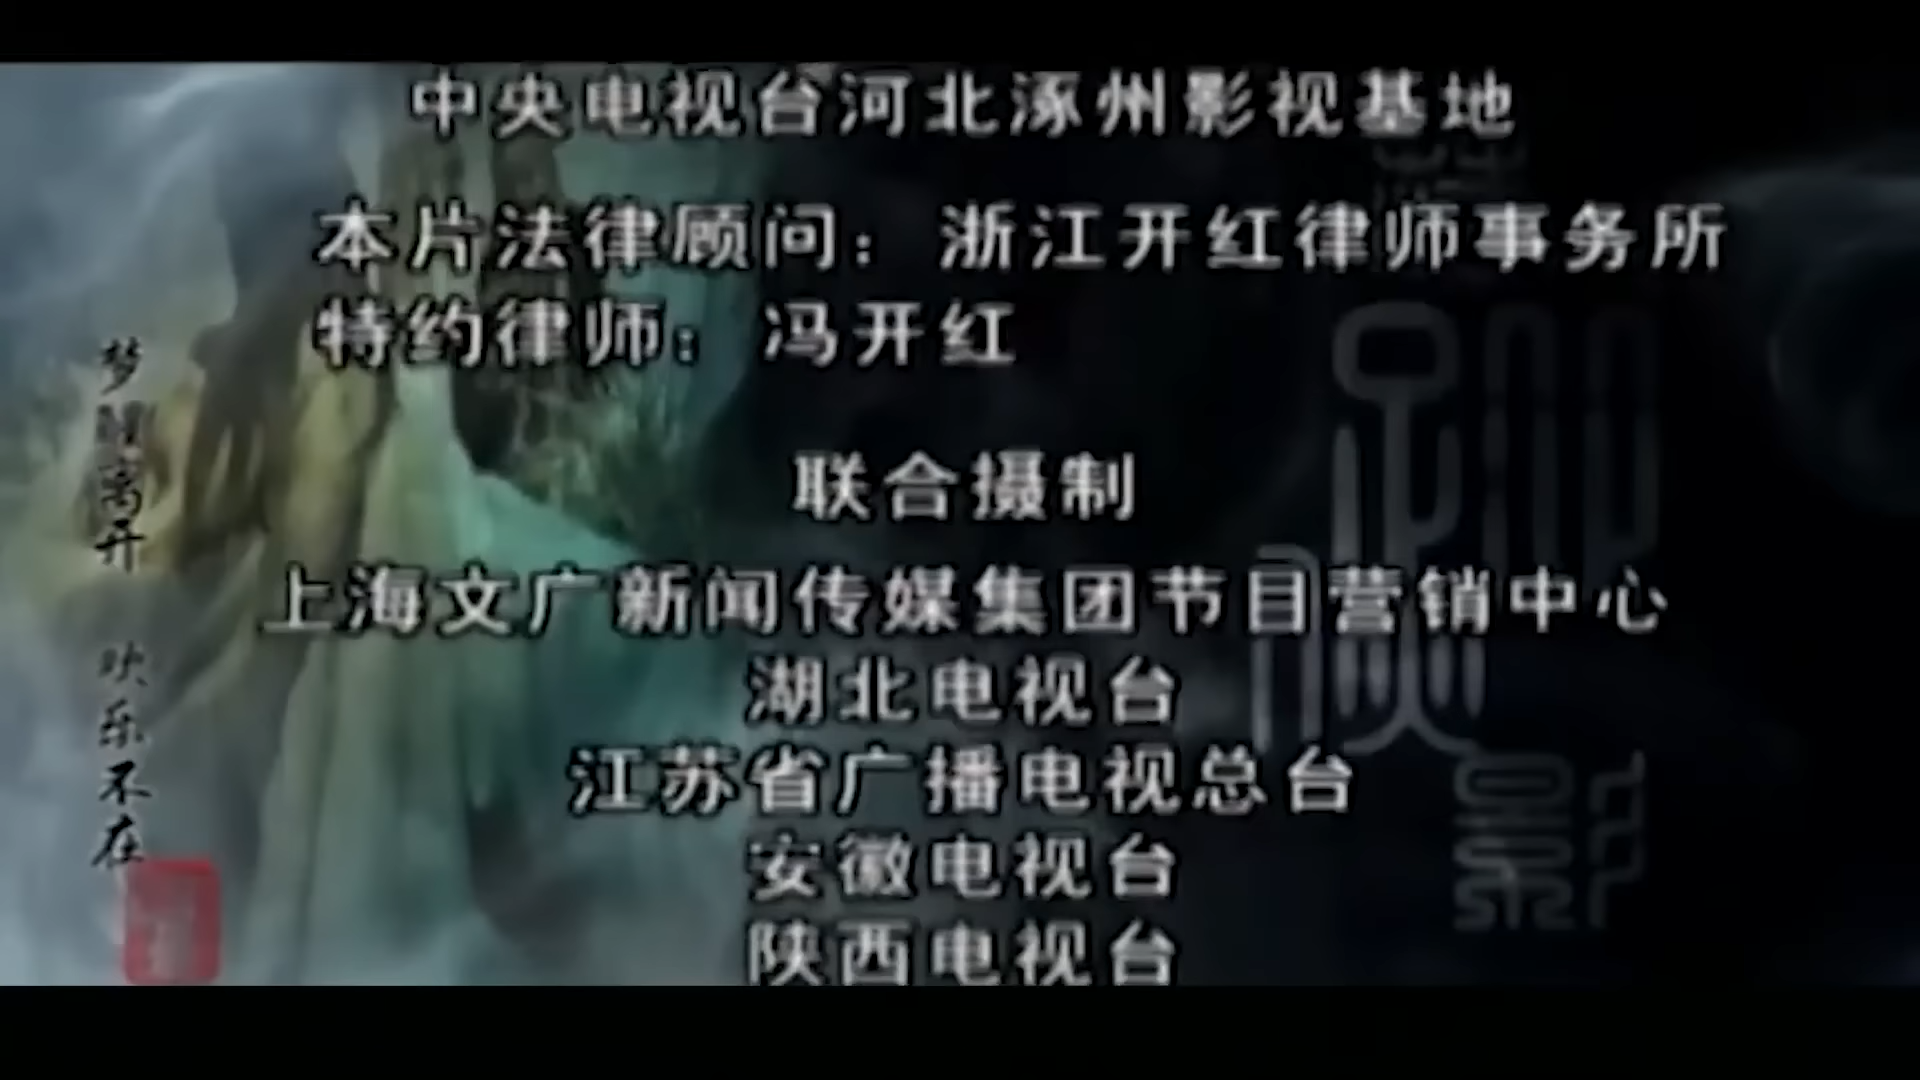 中央电视台河北涿州影视基地
本片法律顾问：浙江开红律师事务所
特约律师：冯开红
联合摄制
上海文广新闻传媒集团节目营销中心
湖北电视台
江苏省广播电视总台
安徽电视台
陕西电视台
梦醒离开 欢乐不在